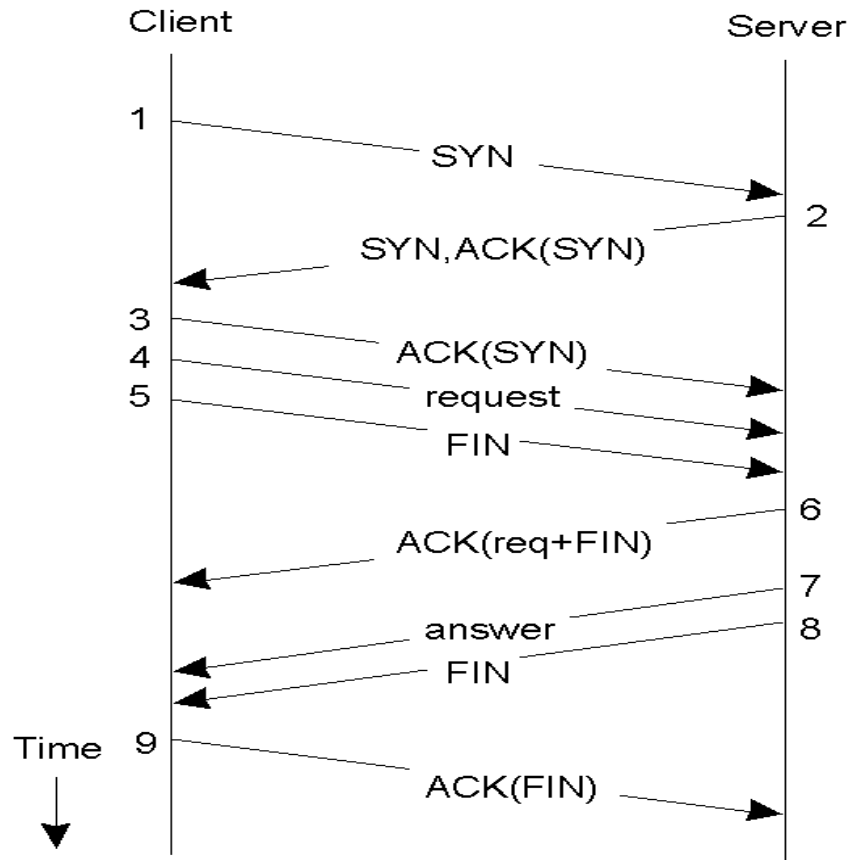 Client
Server
1
SYN
2
SYN,ACK(SYN)
3
ACK(SYN)
4
request
5
FIN
6
ACK(req+FIN)
7
answer
8
FIN
Time
9
ACK(FIN)